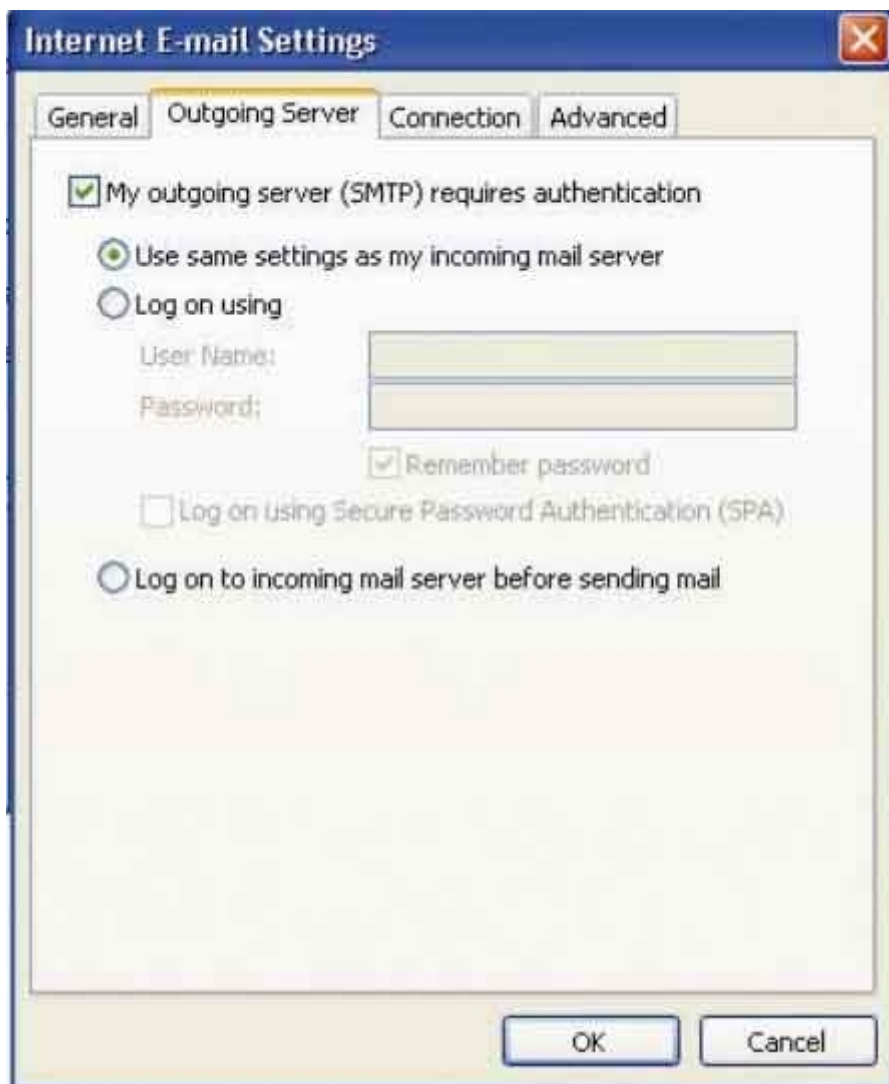 Internet E-mail Settings
General Outgoing Server Connection Advanced
My outgoing server (SMTP) requires authentication
Use same settings as my incoming mail server
Log on using
User Name:
Password:
Remember password
Log on using Secure Password Authentication (SPA)
Log on to incoming mail server before sending mail
OK Cancel